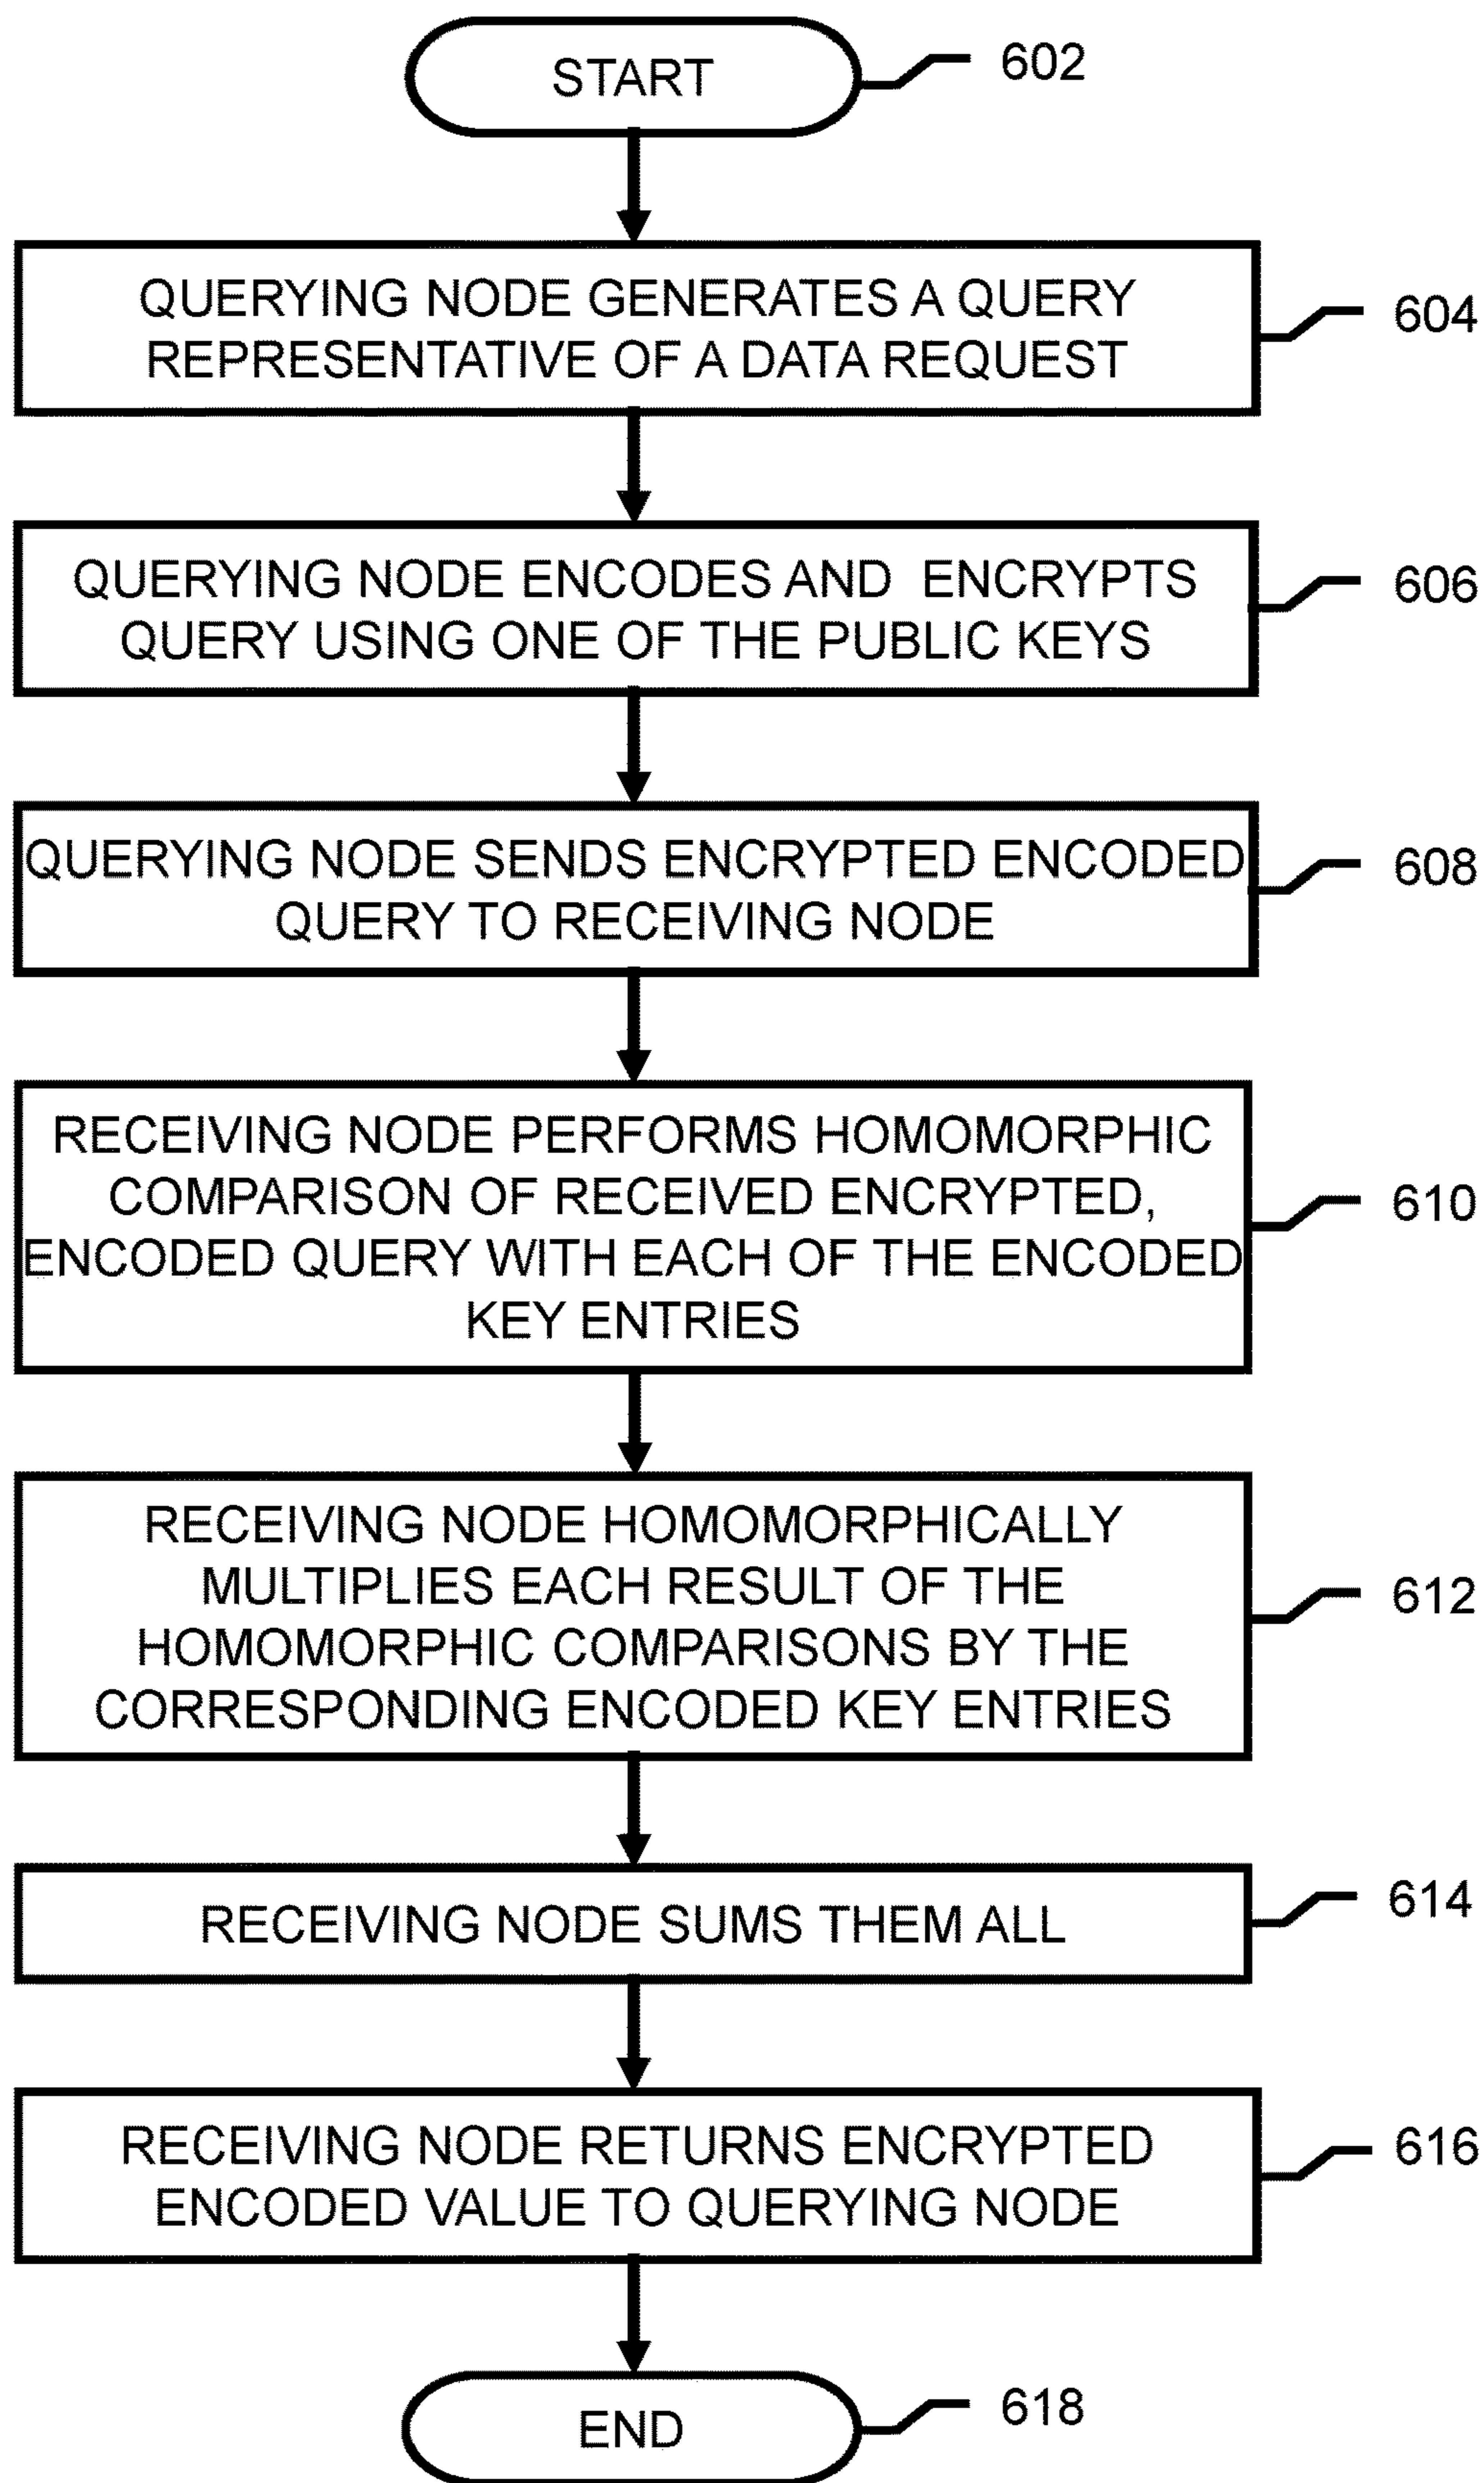 START
602
QUERYING NODE GENERATES A QUERY
REPRESENTATIVE OF A DATA REQUEST
604
QUERYING NODE ENCODES AND ENCRYPTS
QUERY USING ONE OF THE PUBLIC KEYS
606
QUERYING NODE SENDS ENCRYPTED ENCODED
QUERY TO RECEIVING NODE
608
RECEIVING NODE PERFORMS HOMOMORPHIC
COMPARISON OF RECEIVED ENCRYPTED,
ENCODED QUERY WITH EACH OF THE ENCODED
KEY ENTRIES
610
RECEIVING NODE HOMOMORPHICALLY
MULTIPLIES EACH RESULT OF THE
HOMOMORPHIC COMPARISONS BY THE
CORRESPONDING ENCODED KEY ENTRIES
612
RECEIVING NODE SUMS THEM ALL
614
RECEIVING NODE RETURNS ENCRYPTED
ENCODED VALUE TO QUERYING NODE
616
END
618